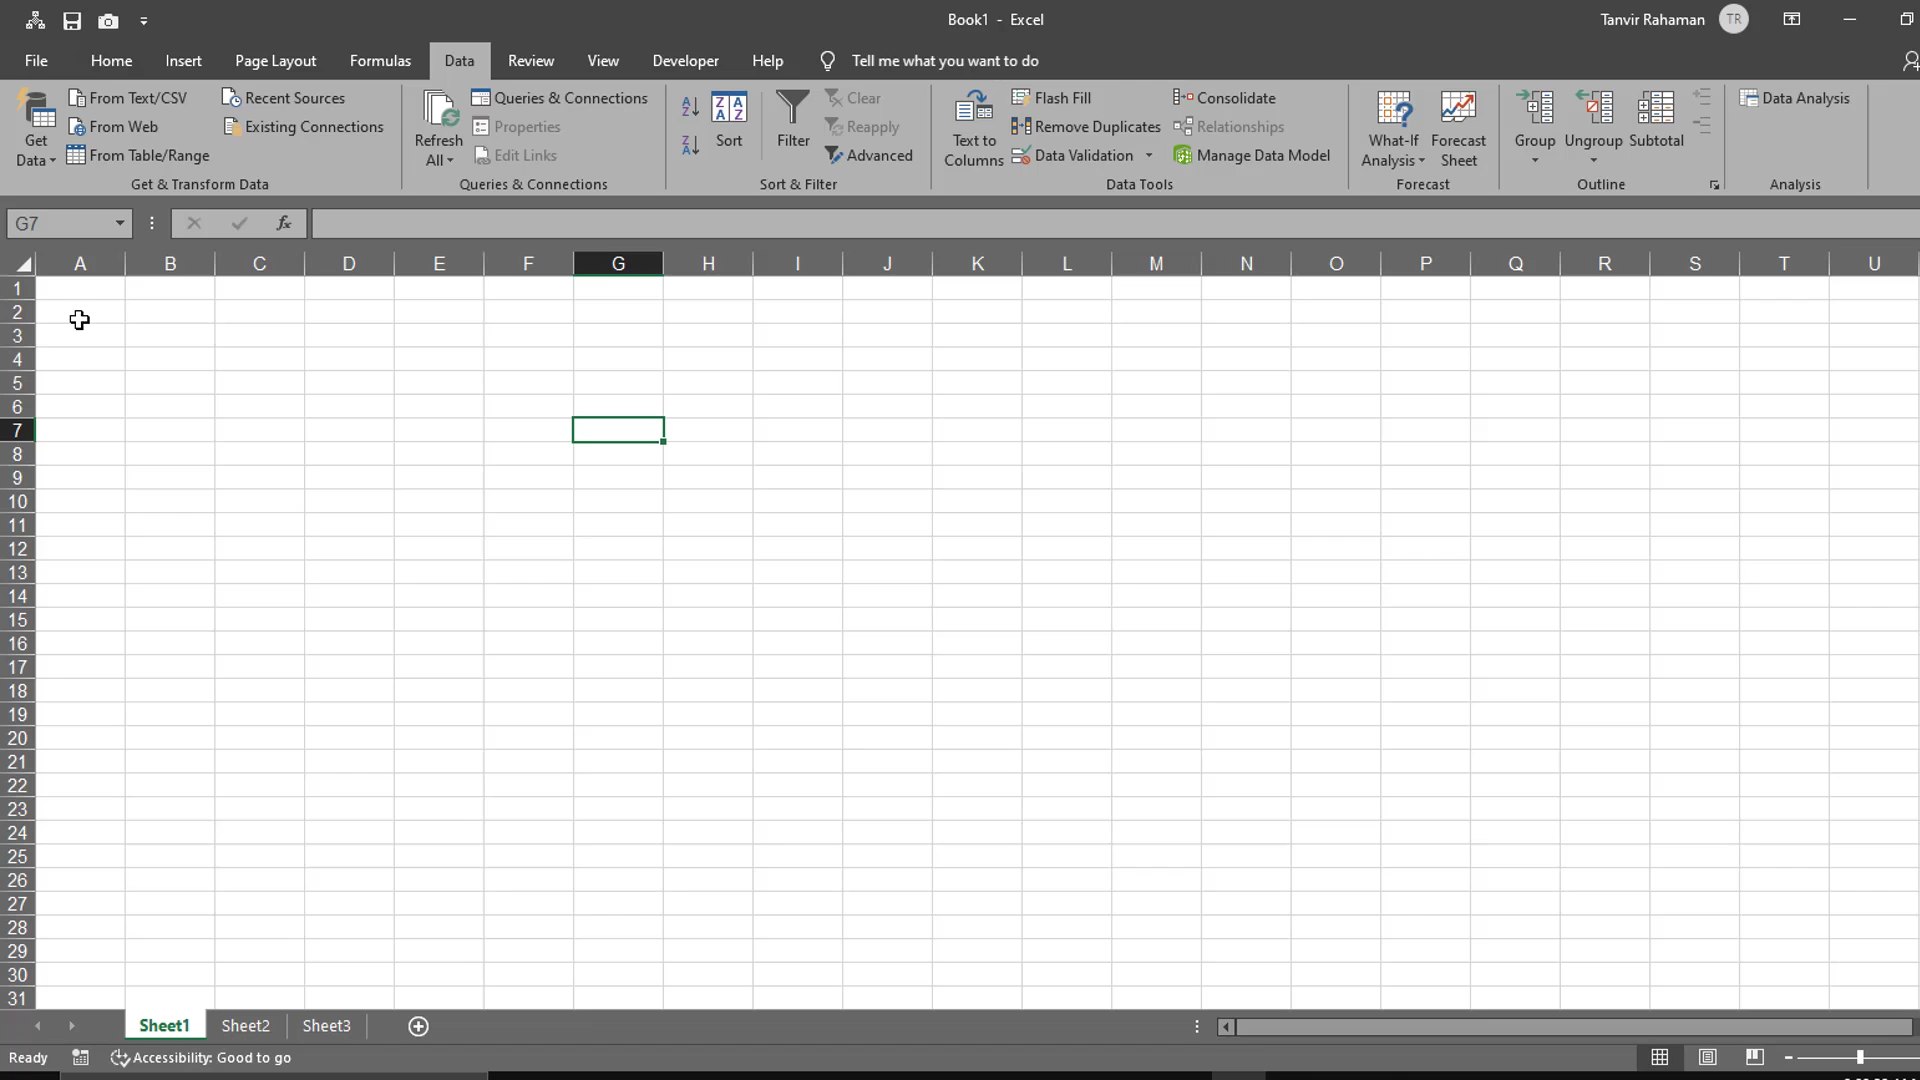 Book1 - Excel
Tanvir Rahaman TR
File Home Insert Page Layout Formulas Data Review View Developer Help Tell me what you want to do
Get Data
From Text/CSV
From Web
From Table/Range
Recent Sources
Existing Connections
Get & Transform Data
Refresh All
Queries & Connections
Properties
Edit Links
Queries & Connections
Sort
Filter
Clear
Reapply
Advanced
Sort & Filter
Text to Columns
Flash Fill
Remove Duplicates
Data Validation
Consolidate
Relationships
Manage Data Model
Data Tools
What-If Analysis
Forecast Sheet
Forecast
Group
Ungroup
Subtotal
Outline
Data Analysis
Analysis
G7 fx
A B C D E F G H I J K L M N O P Q R S T U
1
2
3
4
5
6
7
8
9
10
11
12
13
14
15
16
17
18
19
20
21
22
23
24
25
26
27
28
29
30
31
Sheet1 Sheet2 Sheet3
Ready Accessibility: Good to go